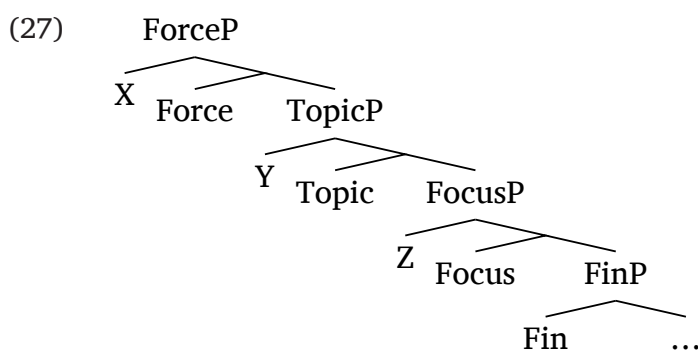 (27) ForceP
X
Force TopicP
Y
Topic FocusP
Z
Focus FinP
Fin ...